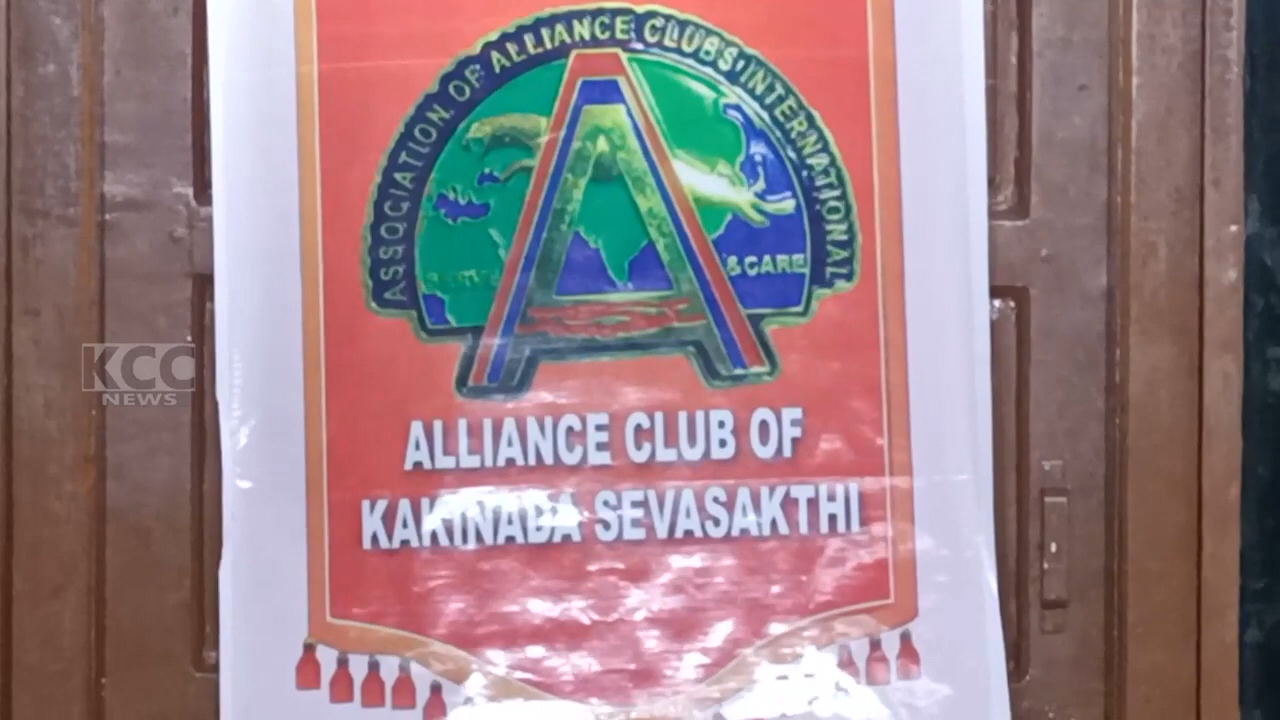 ASSOCIATION OF ALLIANCE CLUBS INTERNATIONAL
& CARE
KCC
NEWS
ALLIANCE CLUB OF
KAKINADA SEVASAKTHI